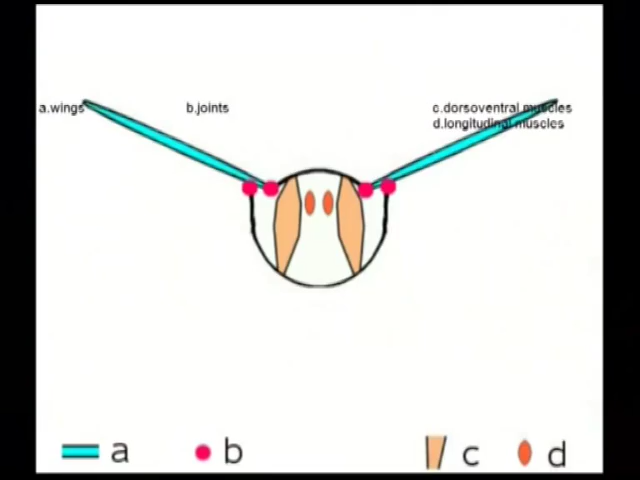 a.wings
b.joints
c.dorsoventral muscles
d.longitudinal muscles
a
b
c
d